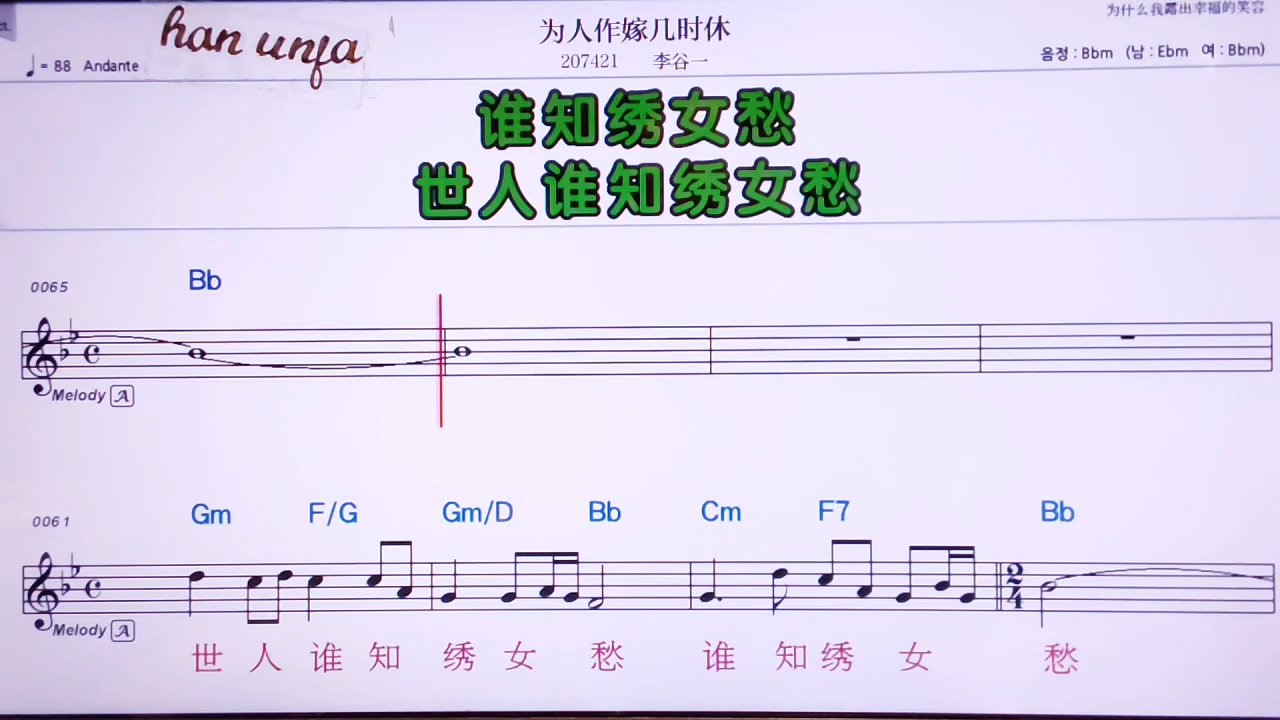 han unfa
为人作嫁几时休
为什么我露出幸福的笑容
♩= 88 Andante
207421 李谷一
음정 : Bbm (남 : Ebm 여 : Bbm)
谁知绣女愁
世人谁知绣女愁
0065 Bb
Melody A
0061 Gm F/G Gm/D Bb Cm F7 Bb
2/4
Melody A
世 人 谁 知 绣 女 愁 谁 知 绣 女 愁